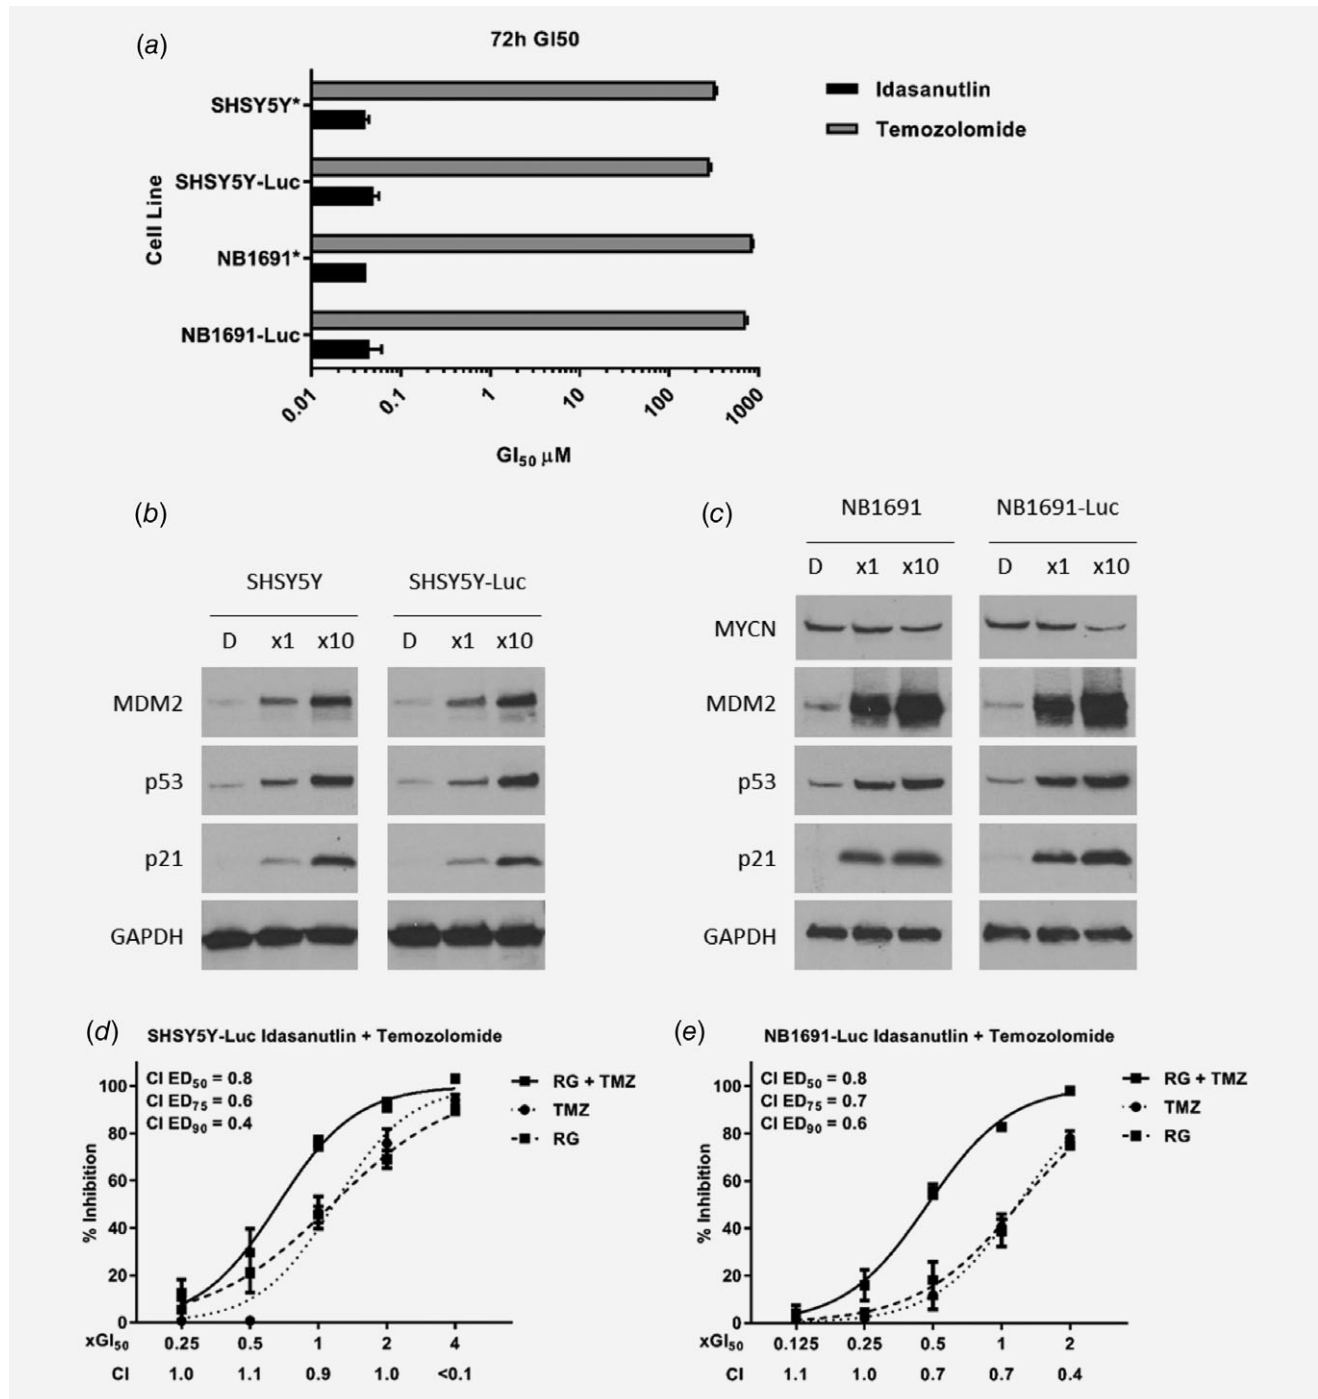 (a)
72h GI50
Idasanutlin
Temozolomide
Cell Line
SHSY5Y*
SHSY5Y-Luc
NB1691*
NB1691-Luc
0.01 0.1 1 10 100 1000
GI50 μM
(b)
SHSY5Y SHSY5Y-Luc
D x1 x10 D x1 x10
MDM2
p53
p21
GAPDH
(c)
NB1691 NB1691-Luc
D x1 x10 D x1 x10
MYCN
MDM2
p53
p21
GAPDH
(d)
SHSY5Y-Luc Idasanutlin + Temozolomide
CI ED50 = 0.8
CI ED75 = 0.6
CI ED90 = 0.4
RG + TMZ
TMZ
RG
% Inhibition
100
80
60
40
20
0
xGI50 0.25 0.5 1 2 4
CI 1.0 1.1 0.9 1.0 <0.1
(e)
NB1691-Luc Idasanutlin + Temozolomide
CI ED50 = 0.8
CI ED75 = 0.7
CI ED90 = 0.6
RG + TMZ
TMZ
RG
% Inhibition
100
80
60
40
20
0
xGI50 0.125 0.25 0.5 1 2
CI 1.1 1.0 0.7 0.7 0.4